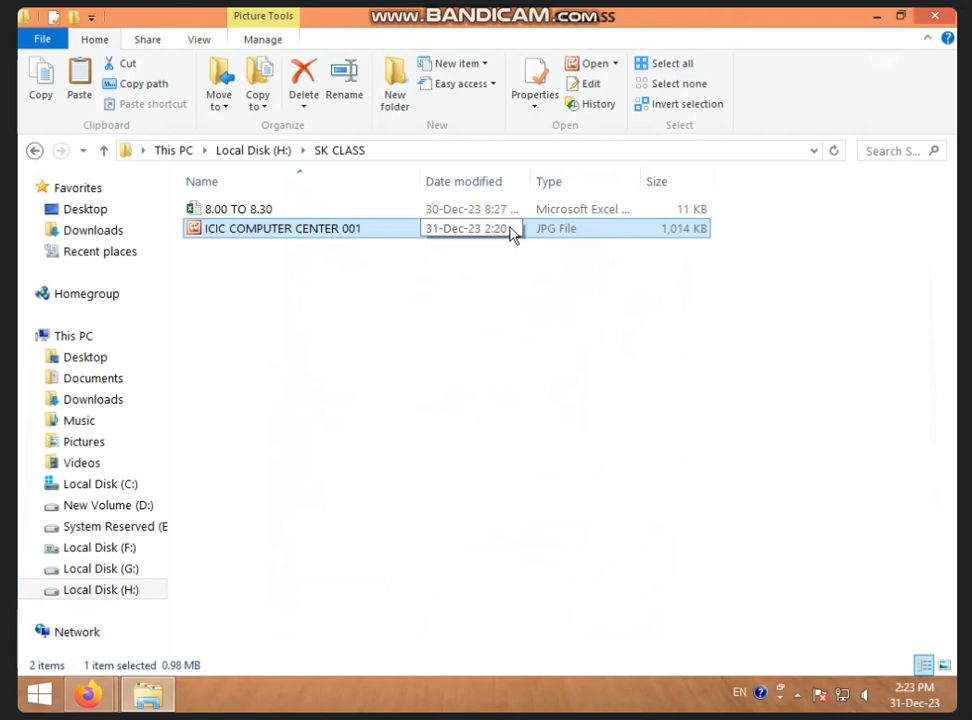 Picture Tools
www.BANDICAM.com SS
File Home Share View Manage
Copy
Paste
Cut
Copy path
Paste shortcut
Clipboard
Move to
Copy to
Delete
Rename
Organize
New folder
New item
Easy access
New
Properties
Open
Edit
History
Open
Select all
Select none
Invert selection
Select
This PC Local Disk (H:) SK CLASS
Search S...
Name Date modified Type Size
8.00 TO 8.30 30-Dec-23 8:27 ... Microsoft Excel ... 11 KB
ICIC COMPUTER CENTER 001 31-Dec-23 2:20 JPG File 1,014 KB
Favorites
Desktop
Downloads
Recent places
Homegroup
This PC
Desktop
Documents
Downloads
Music
Pictures
Videos
Local Disk (C:)
New Volume (D:)
System Reserved (E
Local Disk (F:)
Local Disk (G:)
Local Disk (H:)
Network
2 items 1 item selected 0.98 MB
EN
2:23 PM
31-Dec-23